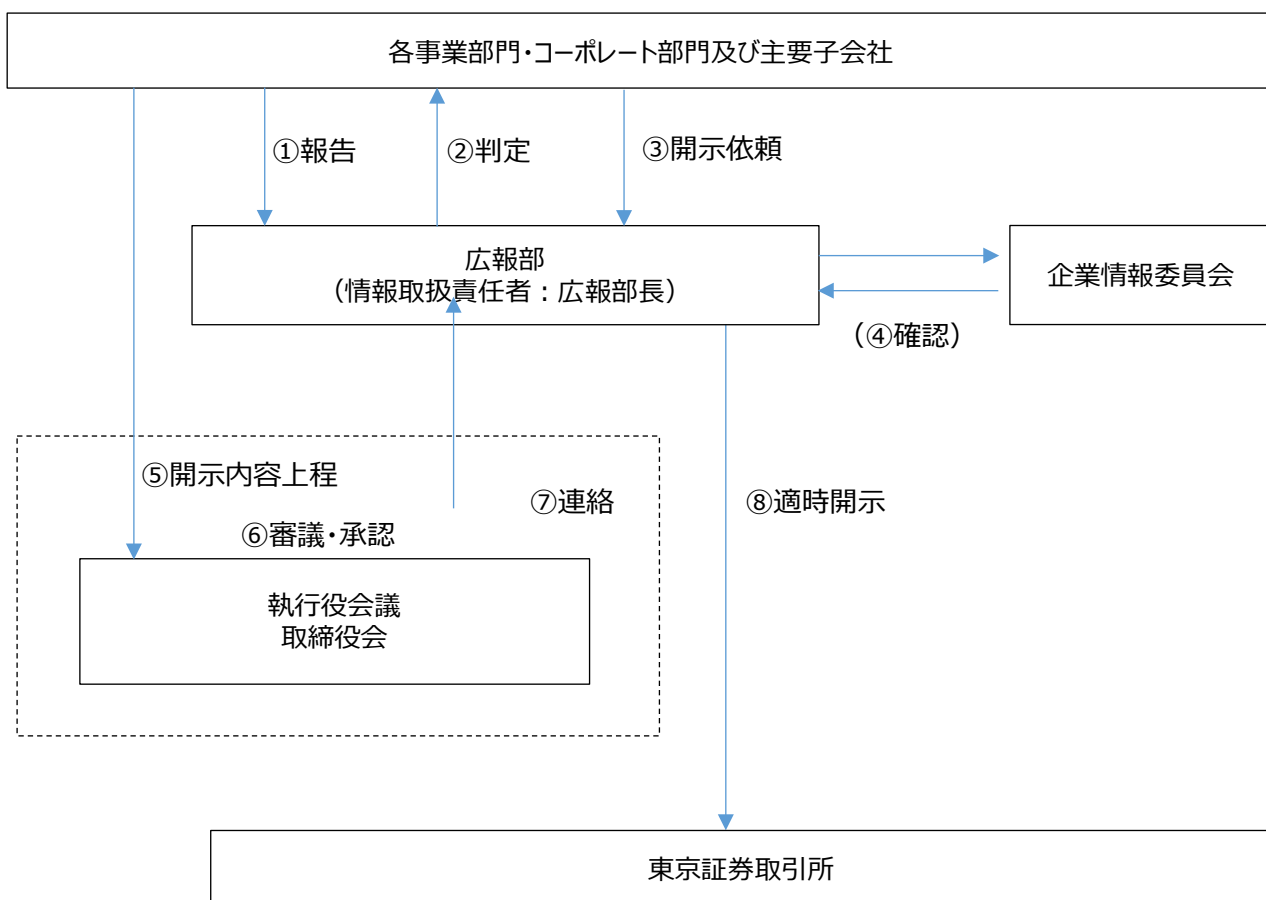 各事業部門・コーポレート部門及び主要子会社
①報告
②判定
③開示依頼
広報部
（情報取扱責任者：広報部長）
企業情報委員会
（④確認）
⑤開示内容上程
⑦連絡
⑧適時開示
⑥審議・承認
執行役会議
取締役会
東京証券取引所